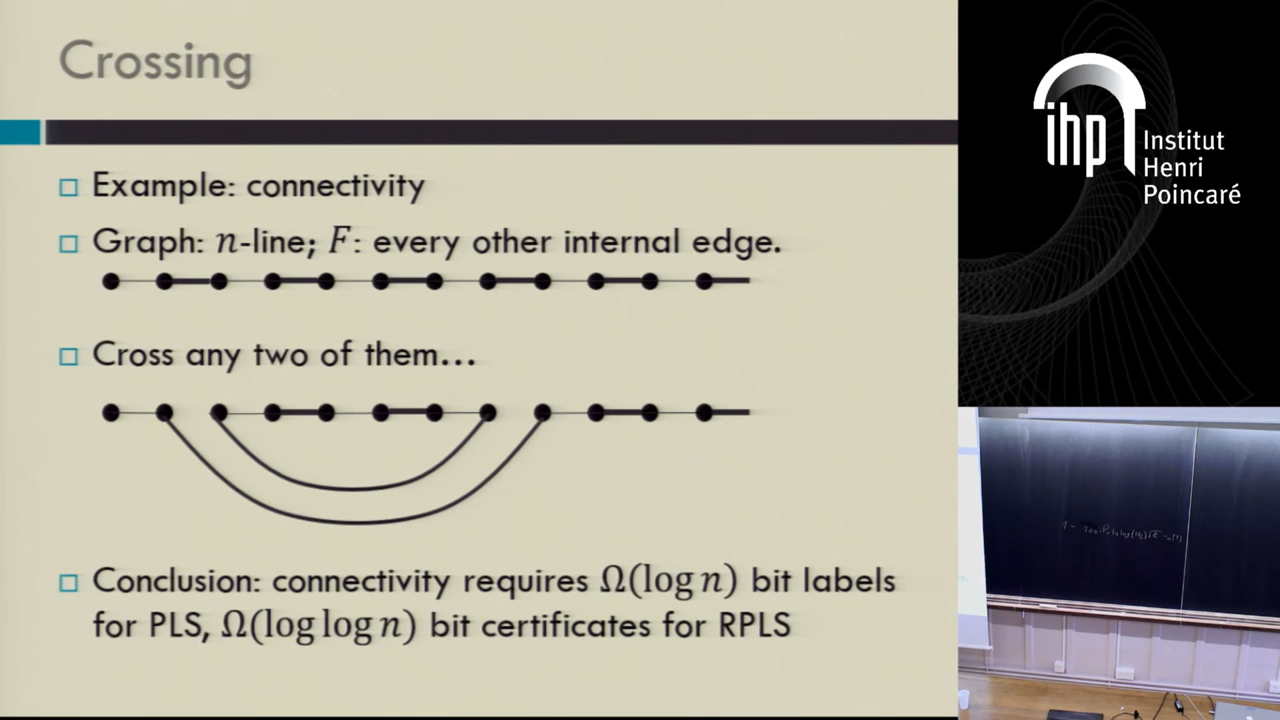 Crossing
Example: connectivity
Graph: n-line; F: every other internal edge.
Cross any two of them…
Conclusion: connectivity requires Ω(log n) bit labels
for PLS, Ω(log log n) bit certificates for RPLS
ihp
Institut
Henri
Poincaré